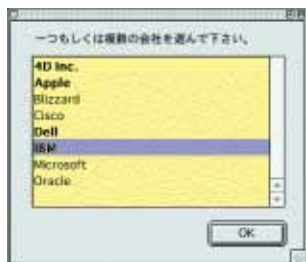 一つもしくは複数の会社を選んで下さい。
4D Inc.
Apple
Blizzard
Cisco
Dell
IBM
Microsoft
Oracle
OK